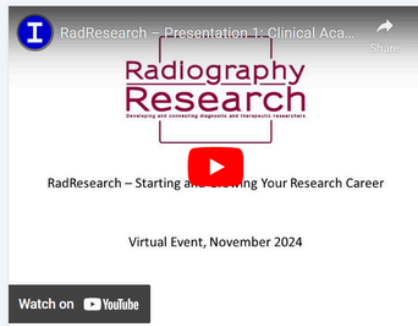 RadResearch – Presentation 1: Clinical Aca...
Share
Radiography
Research
Developing and connecting diagnostic and therapeutic researchers
RadResearch – Starting and Growing Your Research Career
Virtual Event, November 2024
Watch on YouTube